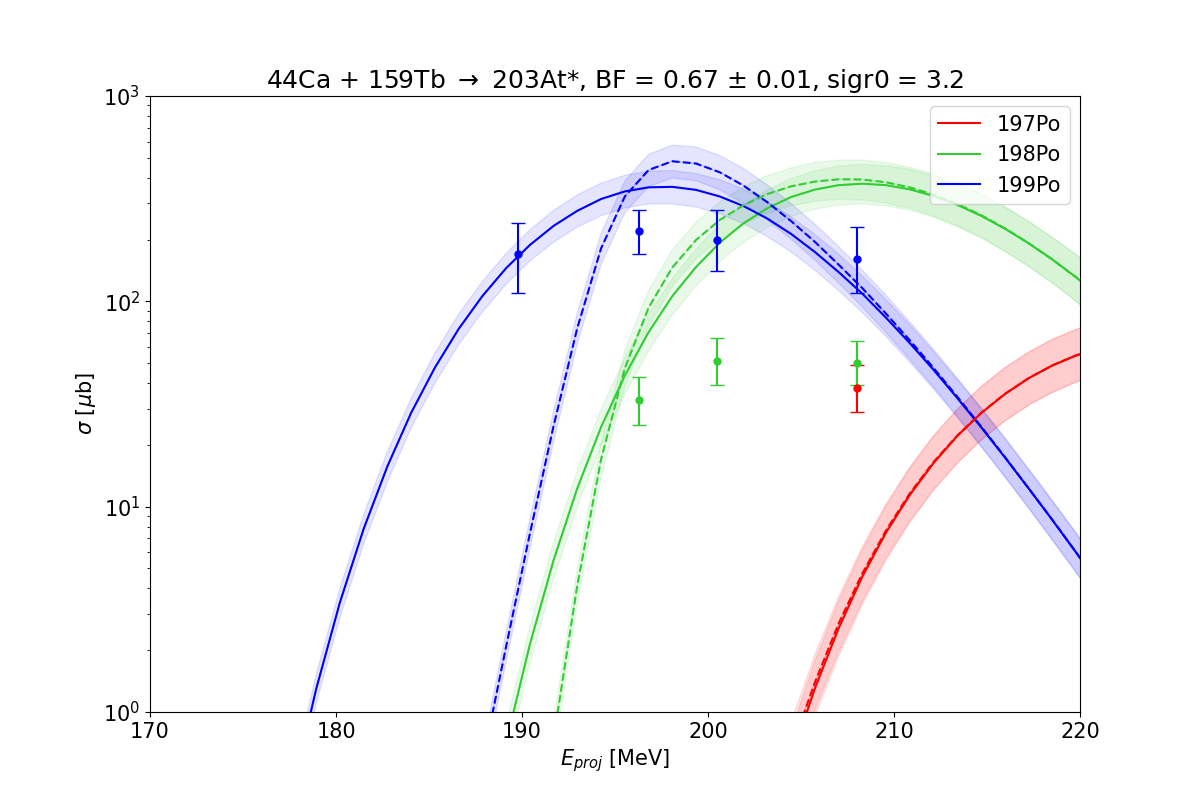 44Ca + 159Tb → 203At*, BF = 0.67 ± 0.01, sigr0 = 3.2
10³
197Po
198Po
199Po
10²
σ [μb]
10¹
10⁰
170 180 190 200 210 220
E_proj [MeV]